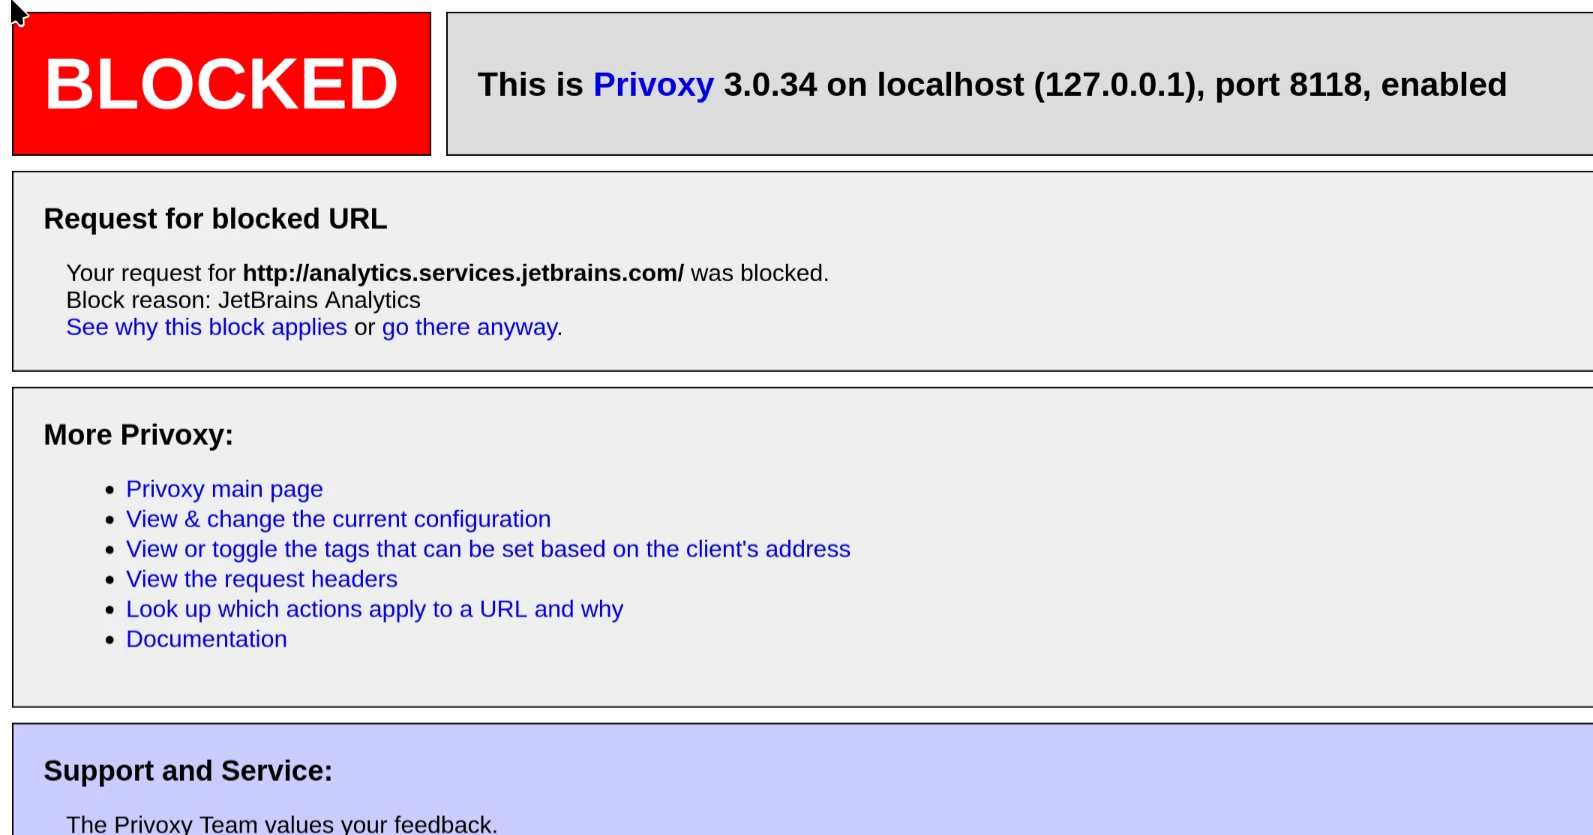 BLOCKED
This is Privoxy 3.0.34 on localhost (127.0.0.1), port 8118, enabled
Request for blocked URL
Your request for http://analytics.services.jetbrains.com/ was blocked.
Block reason: JetBrains Analytics
See why this block applies or go there anyway.
More Privoxy:
Privoxy main page
View & change the current configuration
View or toggle the tags that can be set based on the client's address
View the request headers
Look up which actions apply to a URL and why
Documentation
Support and Service:
The Privoxy Team values your feedback.